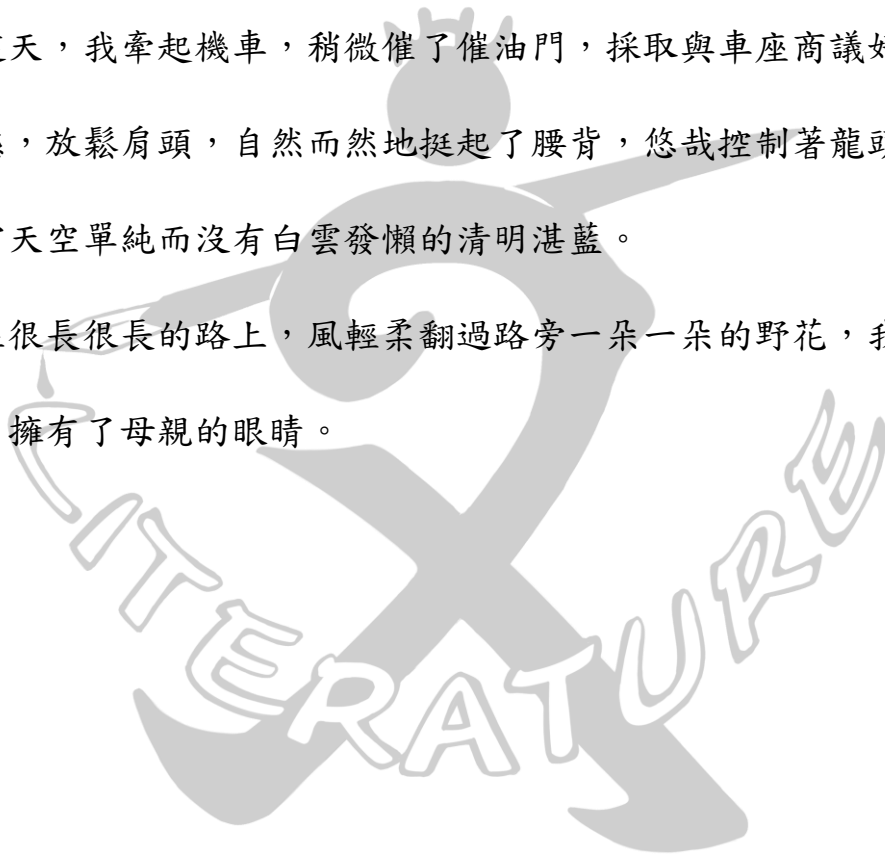 天，我牽起機車，稍微催了催油門，採取與車座商議
，放鬆肩頭，自然而然地挺起了腰背，悠哉控制著龍頭
天空單純而沒有白雲發懶的清明湛藍。
很長很長的路上，風輕柔翻過路旁一朵一朵的野花，我
擁有了母親的眼睛。
LITERATURE